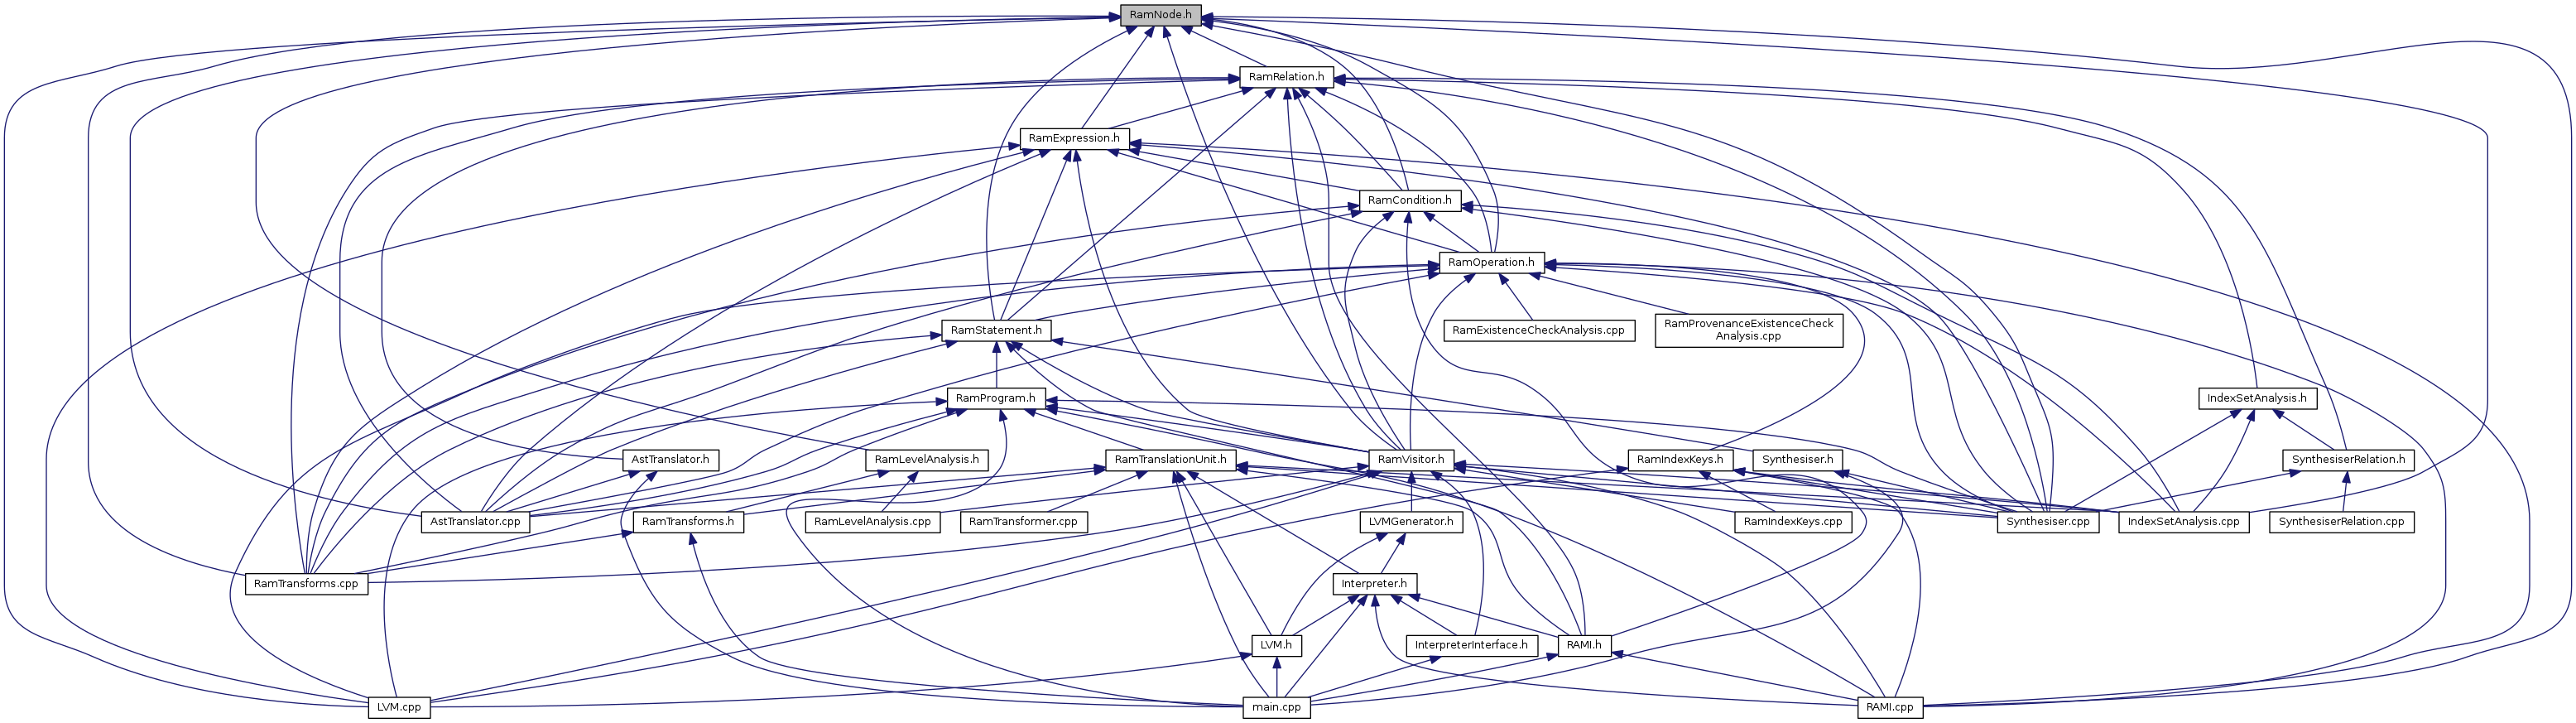 RamNode.h
RamRelation.h
RamExpression.h
RamCondition.h
RamOperation.h
RamStatement.h
RamExistenceCheckAnalysis.cpp
RamProvenanceExistenceCheck
Analysis.cpp
RamProgram.h
IndexSetAnalysis.h
AstTranslator.h
RamLevelAnalysis.h
RamTranslationUnit.h
RamVisitor.h
RamIndexKeys.h
Synthesiser.h
SynthesiserRelation.h
AstTranslator.cpp
RamTransforms.h
RamLevelAnalysis.cpp
RamTransformer.cpp
LVMGenerator.h
RamIndexKeys.cpp
Synthesiser.cpp
IndexSetAnalysis.cpp
SynthesiserRelation.cpp
RamTransforms.cpp
Interpreter.h
LVM.h
InterpreterInterface.h
RAMI.h
LVM.cpp
main.cpp
RAMI.cpp